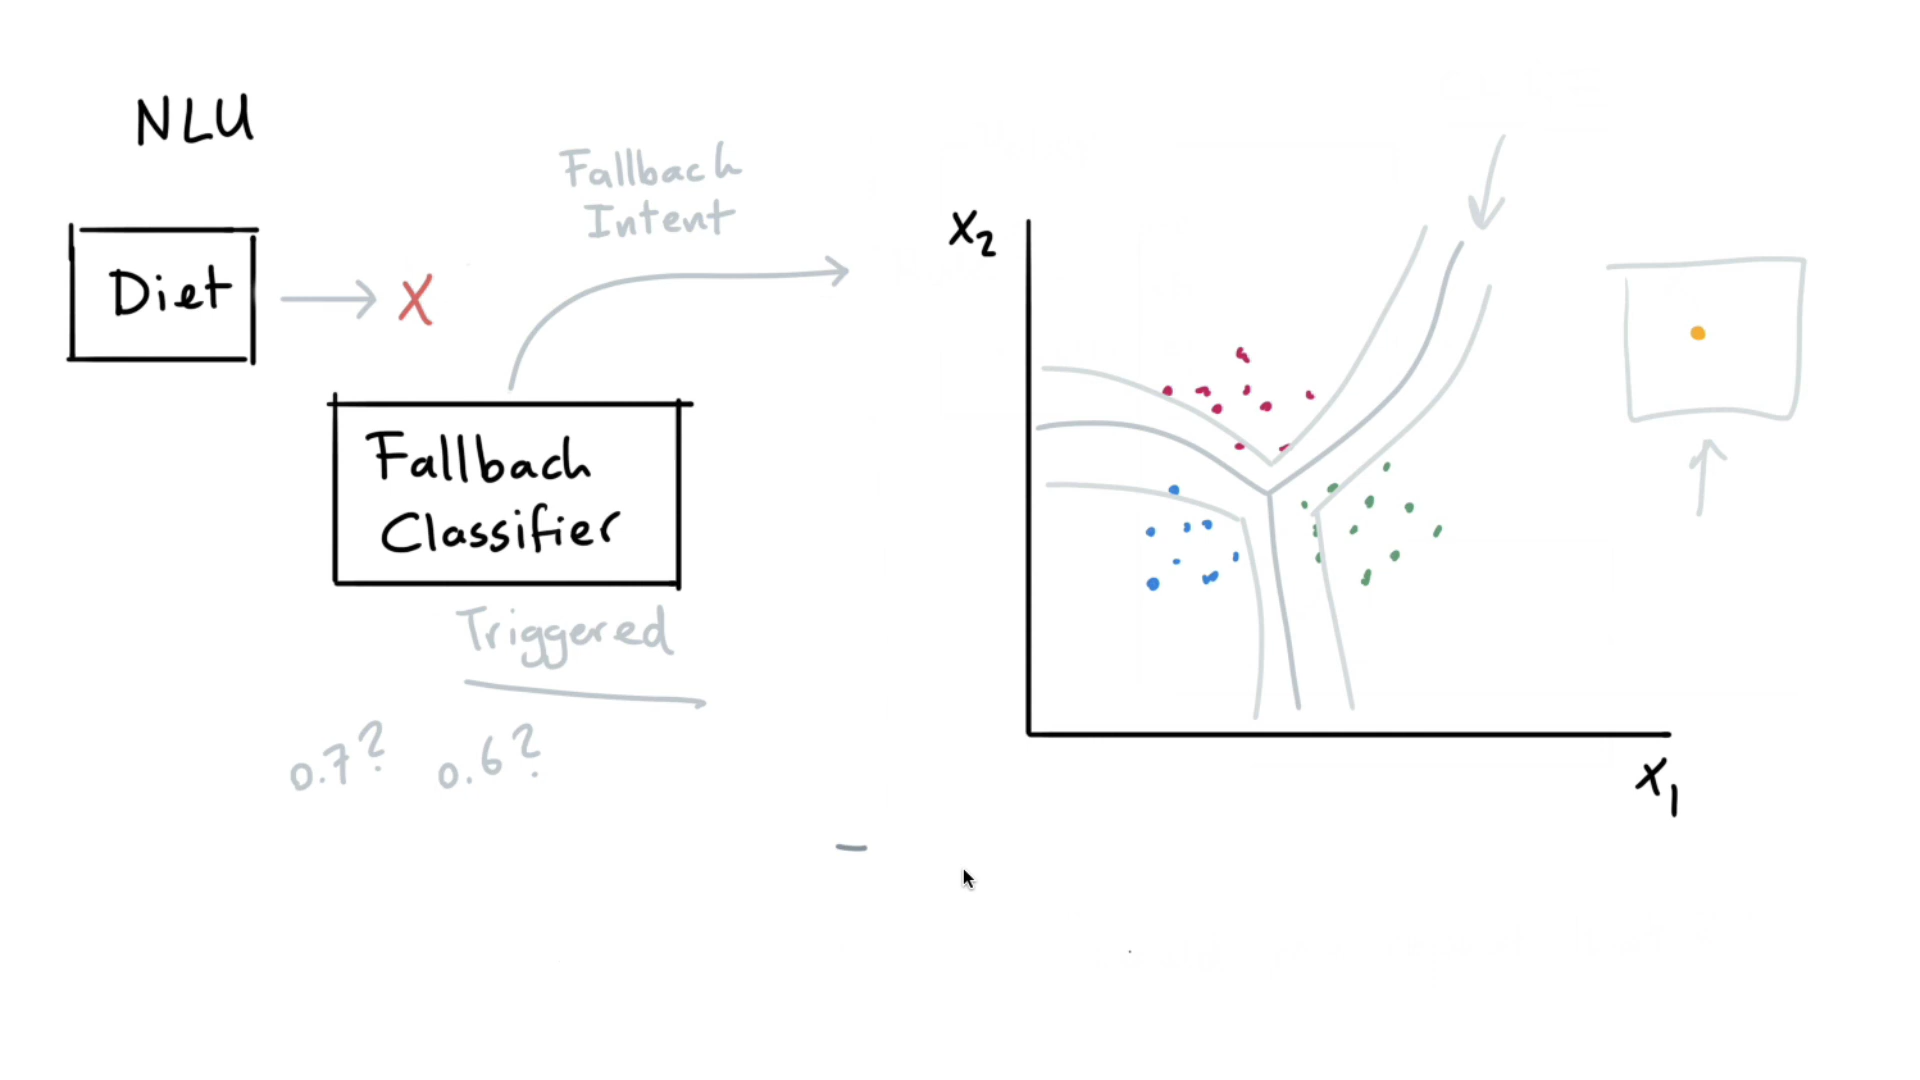 NLU
Diet
X
Fallback
Intent
Fallback
Classifier
Triggered
0.7? 0.6?
X2
X1